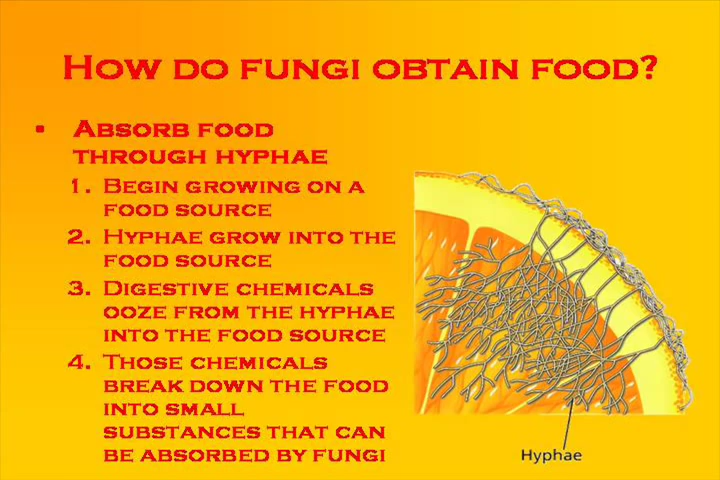 How do fungi obtain food?
▪ Absorb food
through hyphae
1. Begin growing on a
food source
2. Hyphae grow into the
food source
3. Digestive chemicals
ooze from the hyphae
into the food source
4. Those chemicals
break down the food
into small
substances that can
be absorbed by fungi
Hyphae